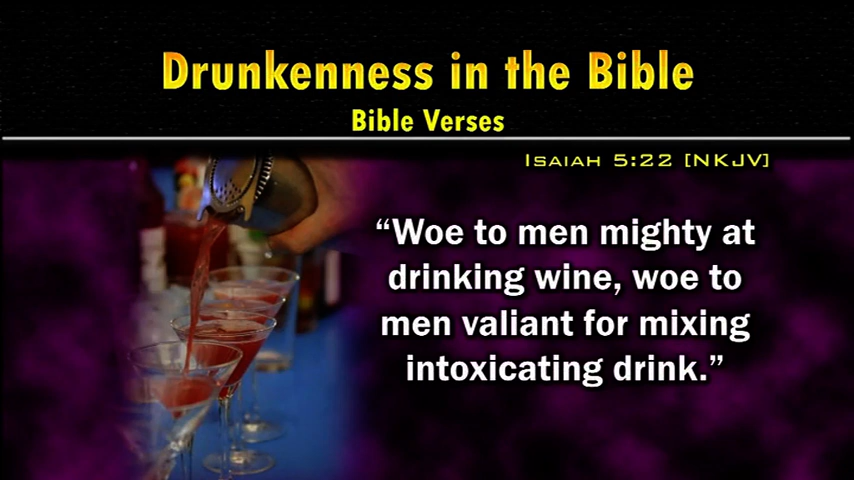 Drunkenness in the Bible
Bible Verses
Isaiah 5:22 [NKJV]
“Woe to men mighty at
drinking wine, woe to
men valiant for mixing
intoxicating drink.”